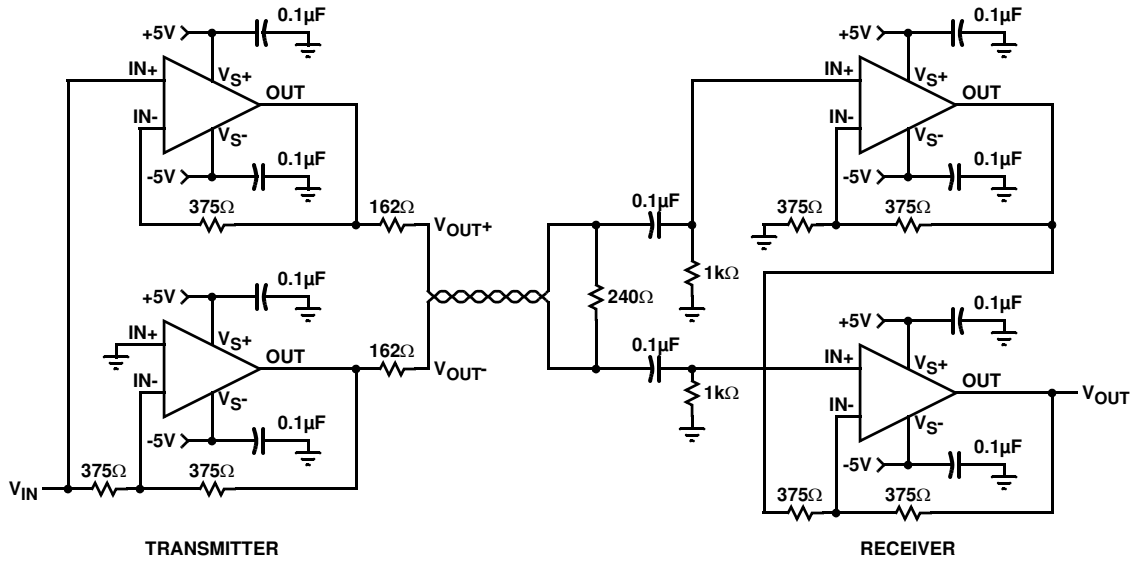 0.1µF
+5V
IN+
VS+
OUT
IN-
VS-
0.1µF
-5V
375Ω
162Ω
VOUT+
0.1µF
+5V
IN+
VS+
OUT
162Ω
VOUT-
IN-
VS-
0.1µF
-5V
375Ω
375Ω
VIN
TRANSMITTER
240Ω
0.1µF
1kΩ
0.1µF
1kΩ
0.1µF
+5V
IN+
VS+
OUT
IN-
VS-
0.1µF
-5V
375Ω
375Ω
0.1µF
+5V
IN+
VS+
OUT
VOUT
IN-
VS-
0.1µF
-5V
375Ω
375Ω
RECEIVER